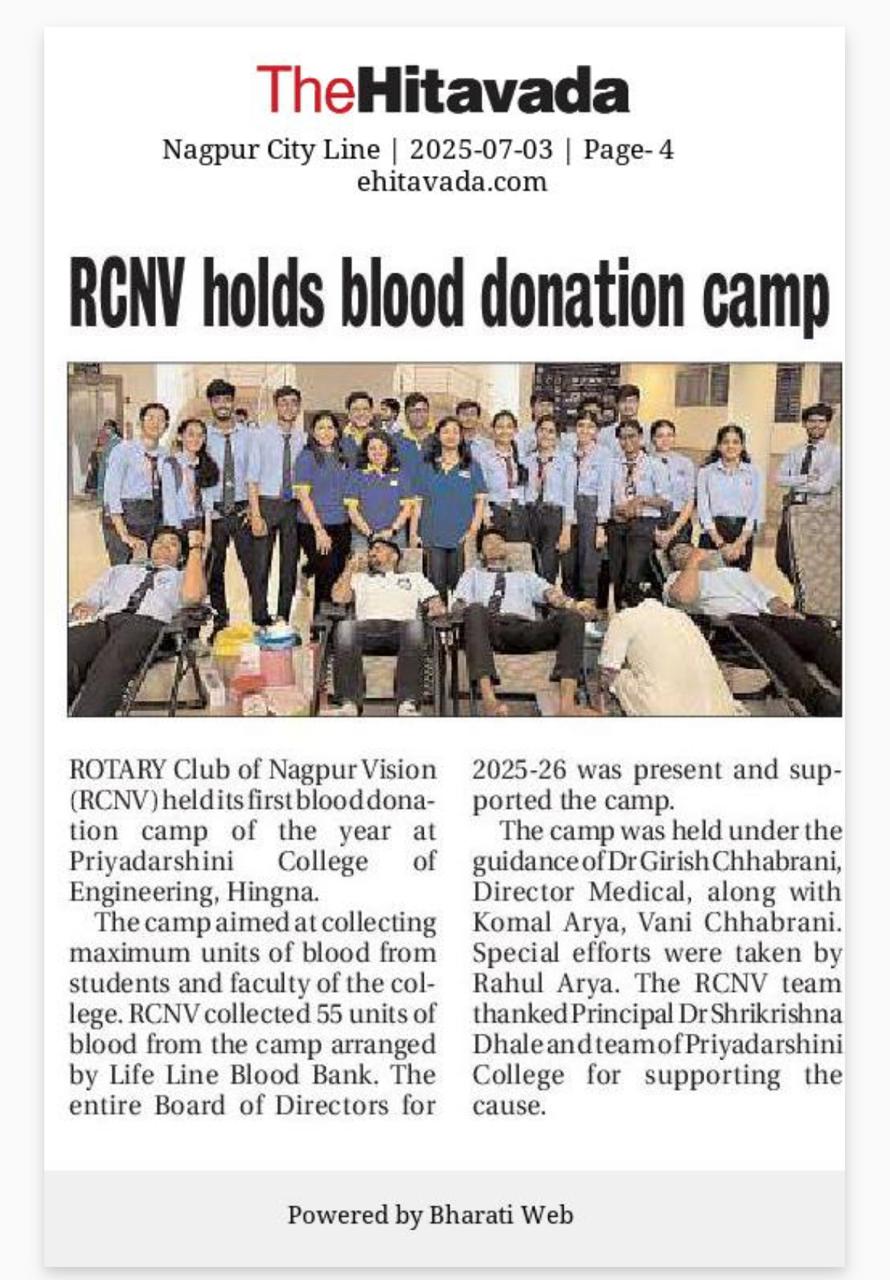 TheHitavada
Nagpur City Line | 2025-07-03 | Page- 4
ehitavada.com
RCNV holds blood donation camp
ROTARY Club of Nagpur Vision
(RCNV) held its first blood dona-
tion camp of the year at
Priyadarshini College of
Engineering, Hingna.
The camp aimed at collecting
maximum units of blood from
students and faculty of the col-
lege. RCNV collected 55 units of
blood from the camp arranged
by Life Line Blood Bank. The
entire Board of Directors for
2025-26 was present and sup-
ported the camp.
The camp was held under the
guidance of Dr Girish Chhabrani,
Director Medical, along with
Komal Arya, Vani Chhabrani.
Special efforts were taken by
Rahul Arya. The RCNV team
thanked Principal Dr Shrikrishna
Dhale and team of Priyadarshini
College for supporting the
cause.
Powered by Bharati Web